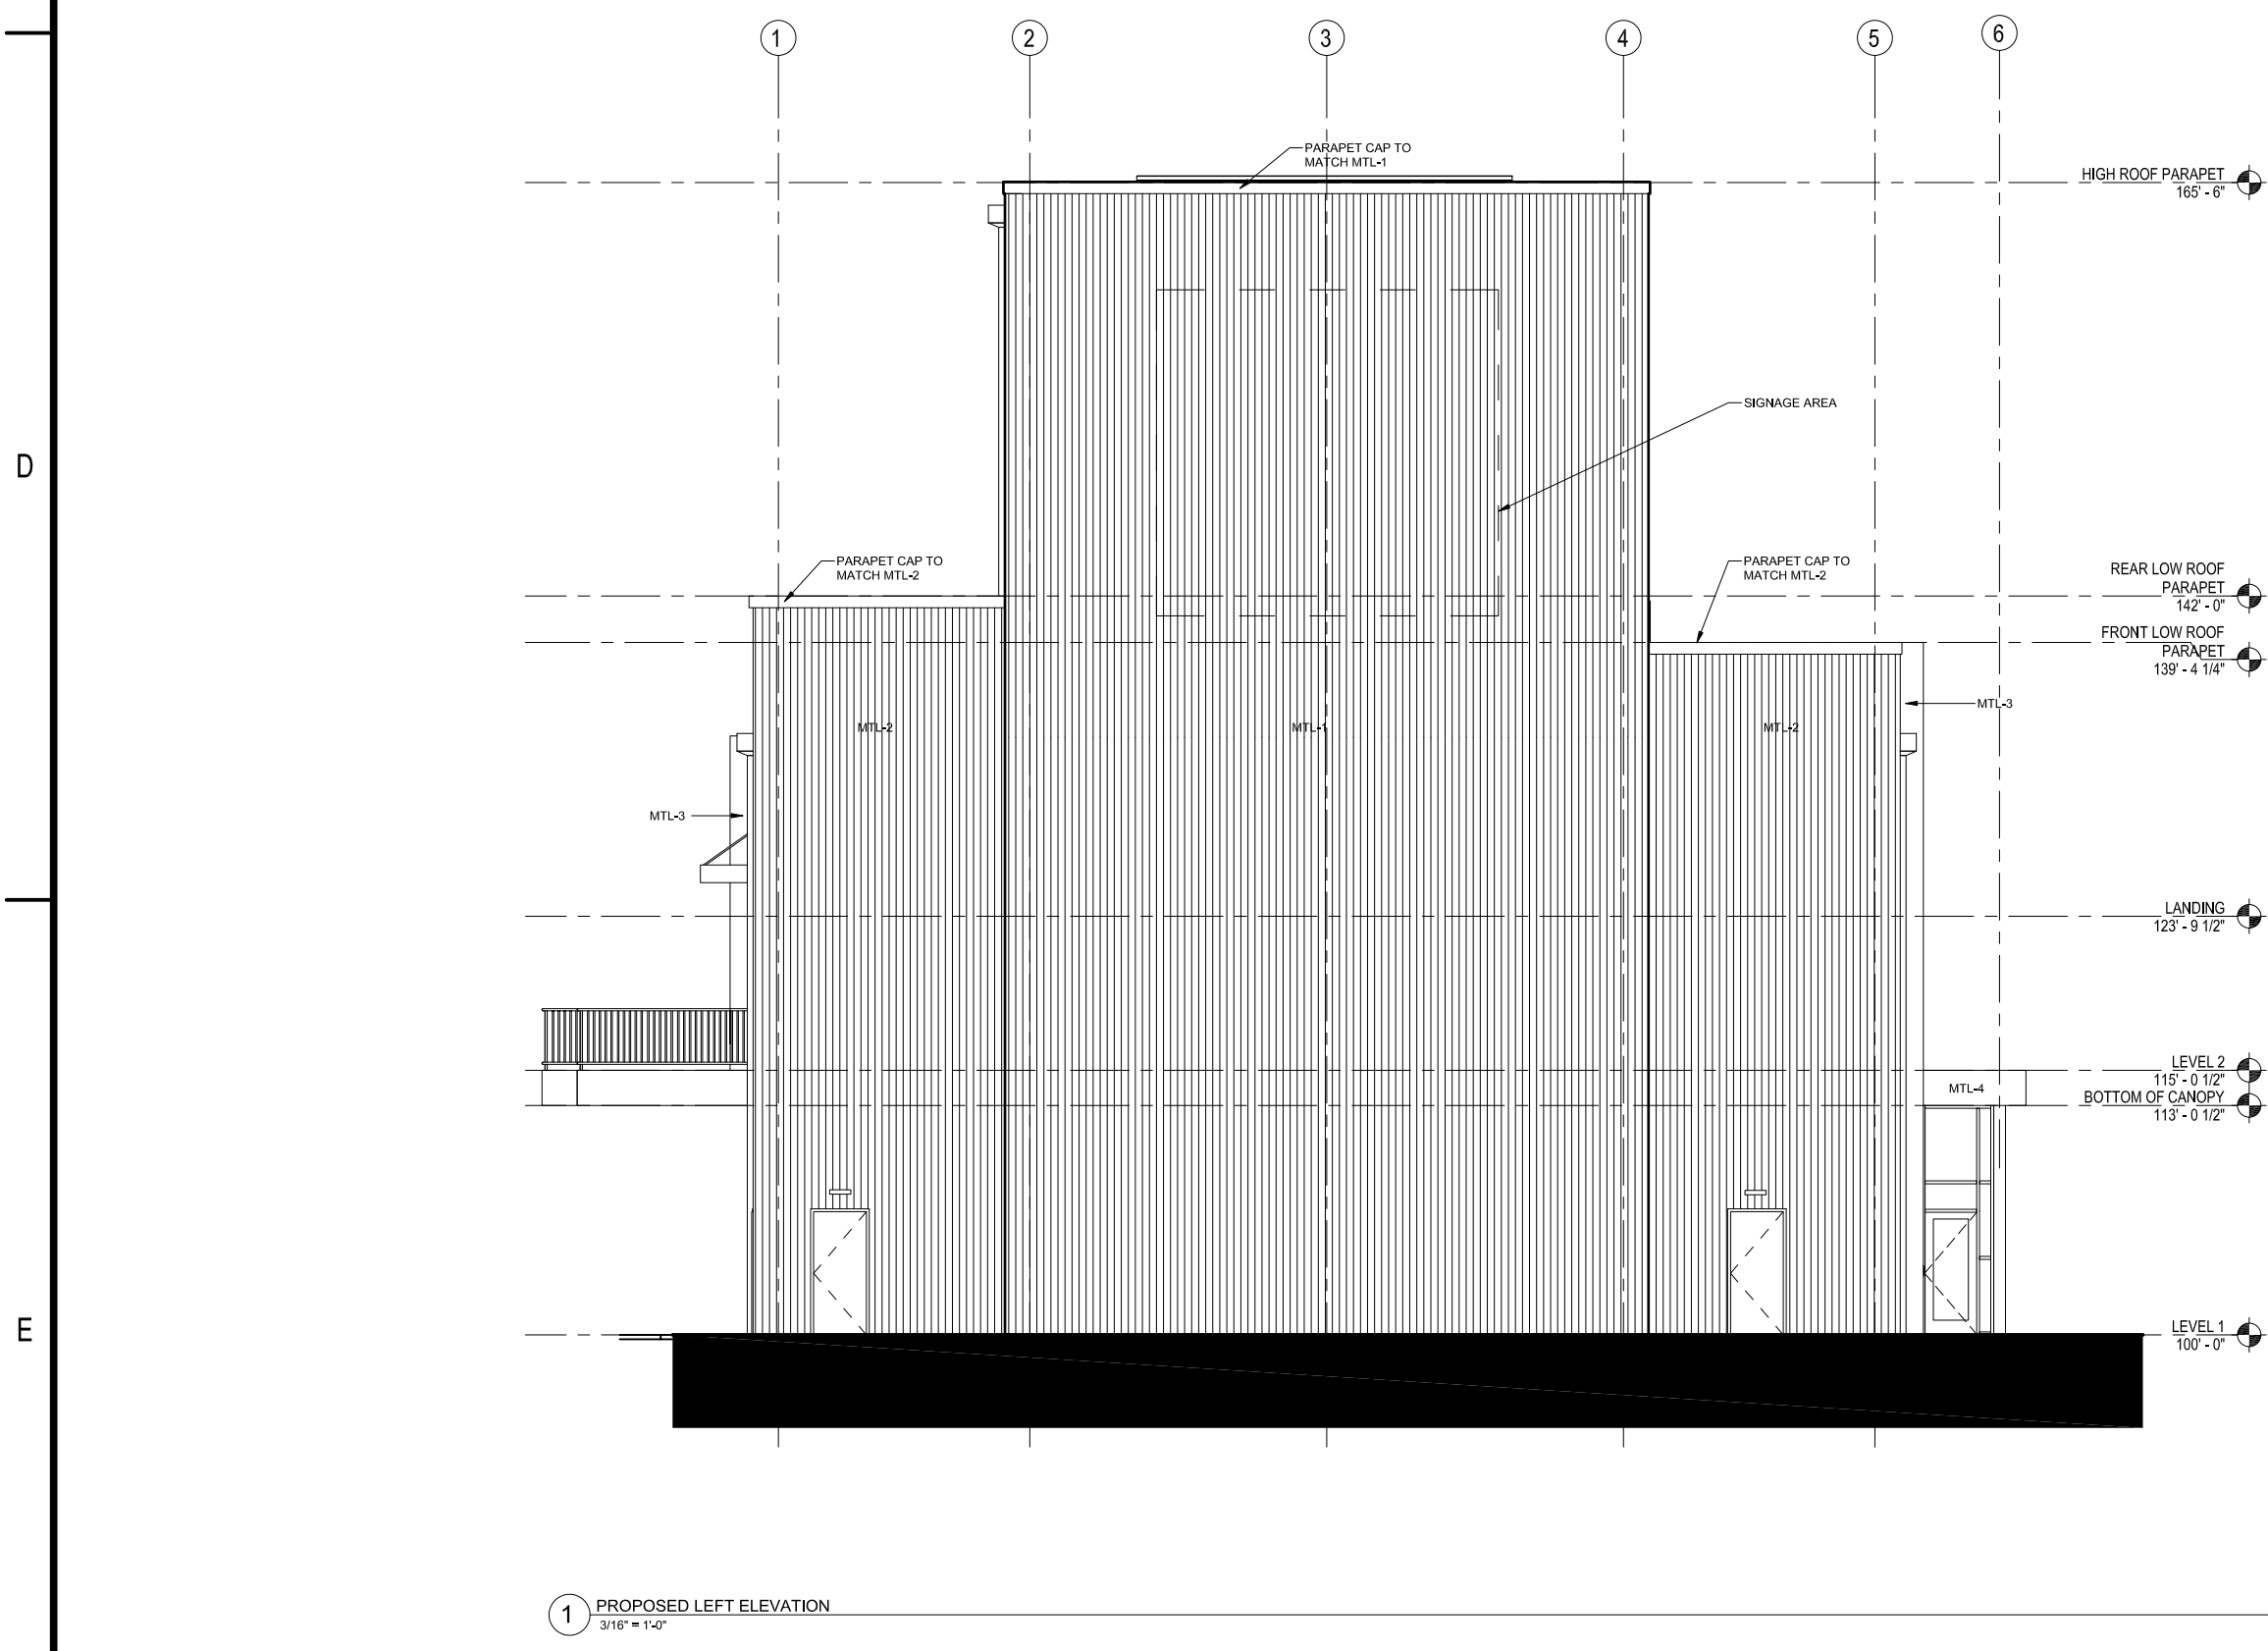 1 2 3 4 5 6
PARAPET CAP TO
MATCH MTL-1
HIGH ROOF PARAPET
165' - 6"
SIGNAGE AREA
D
PARAPET CAP TO
MATCH MTL-2
PARAPET CAP TO
MATCH MTL-2
REAR LOW ROOF
PARAPET
142' - 0"
FRONT LOW ROOF
PARAPET
139' - 4 1/4"
MTL-3
MTL-2
MTL-1
MTL-2
MTL-3
LANDING
123' - 9 1/2"
LEVEL 2
115' - 0 1/2"
MTL-4
BOTTOM OF CANOPY
113' - 0 1/2"
E
LEVEL 1
100' - 0"
1 PROPOSED LEFT ELEVATION
3/16" = 1'-0"